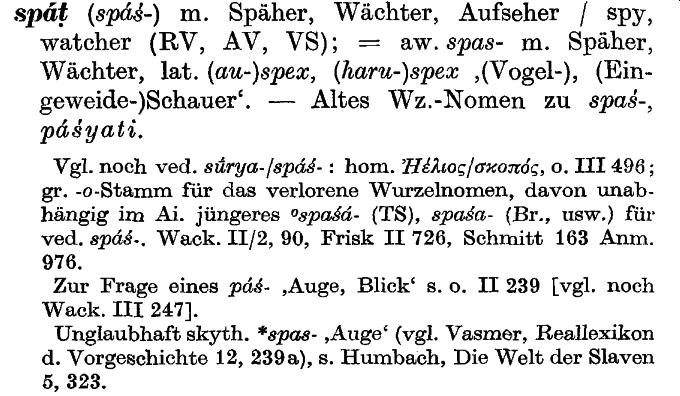 spáṭ (spáś-) m. Späher, Wächter, Aufseher / spy,
watcher (RV, AV, VS); = aw. spas- m. Späher,
Wächter, lat. (au-)spex, (haru-)spex ‚(Vogel-), (Ein-
geweide-)Schauer‘. — Altes Wz.-Nomen zu spaś-,
páśyati.
Vgl. noch ved. sū́rya-/spáś- : hom. Ἠέλιος/σκοπός, o. III 496;
gr. -o-Stamm für das verlorene Wurzelnomen, davon unab-
hängig im Ai. jüngeres °spaśá- (TS), spaśa- (Br., usw.) für
ved. spáś-. Wack. II/2, 90, Frisk II 726, Schmitt 163 Anm.
976.
Zur Frage eines páś- ‚Auge, Blick‘ s. o. II 239 [vgl. noch
Wack. III 247].
Unglaubhaft skyth. *spas- ‚Auge‘ (vgl. Vasmer, Reallexikon
d. Vorgeschichte 12, 239a), s. Humbach, Die Welt der Slaven
5, 323.